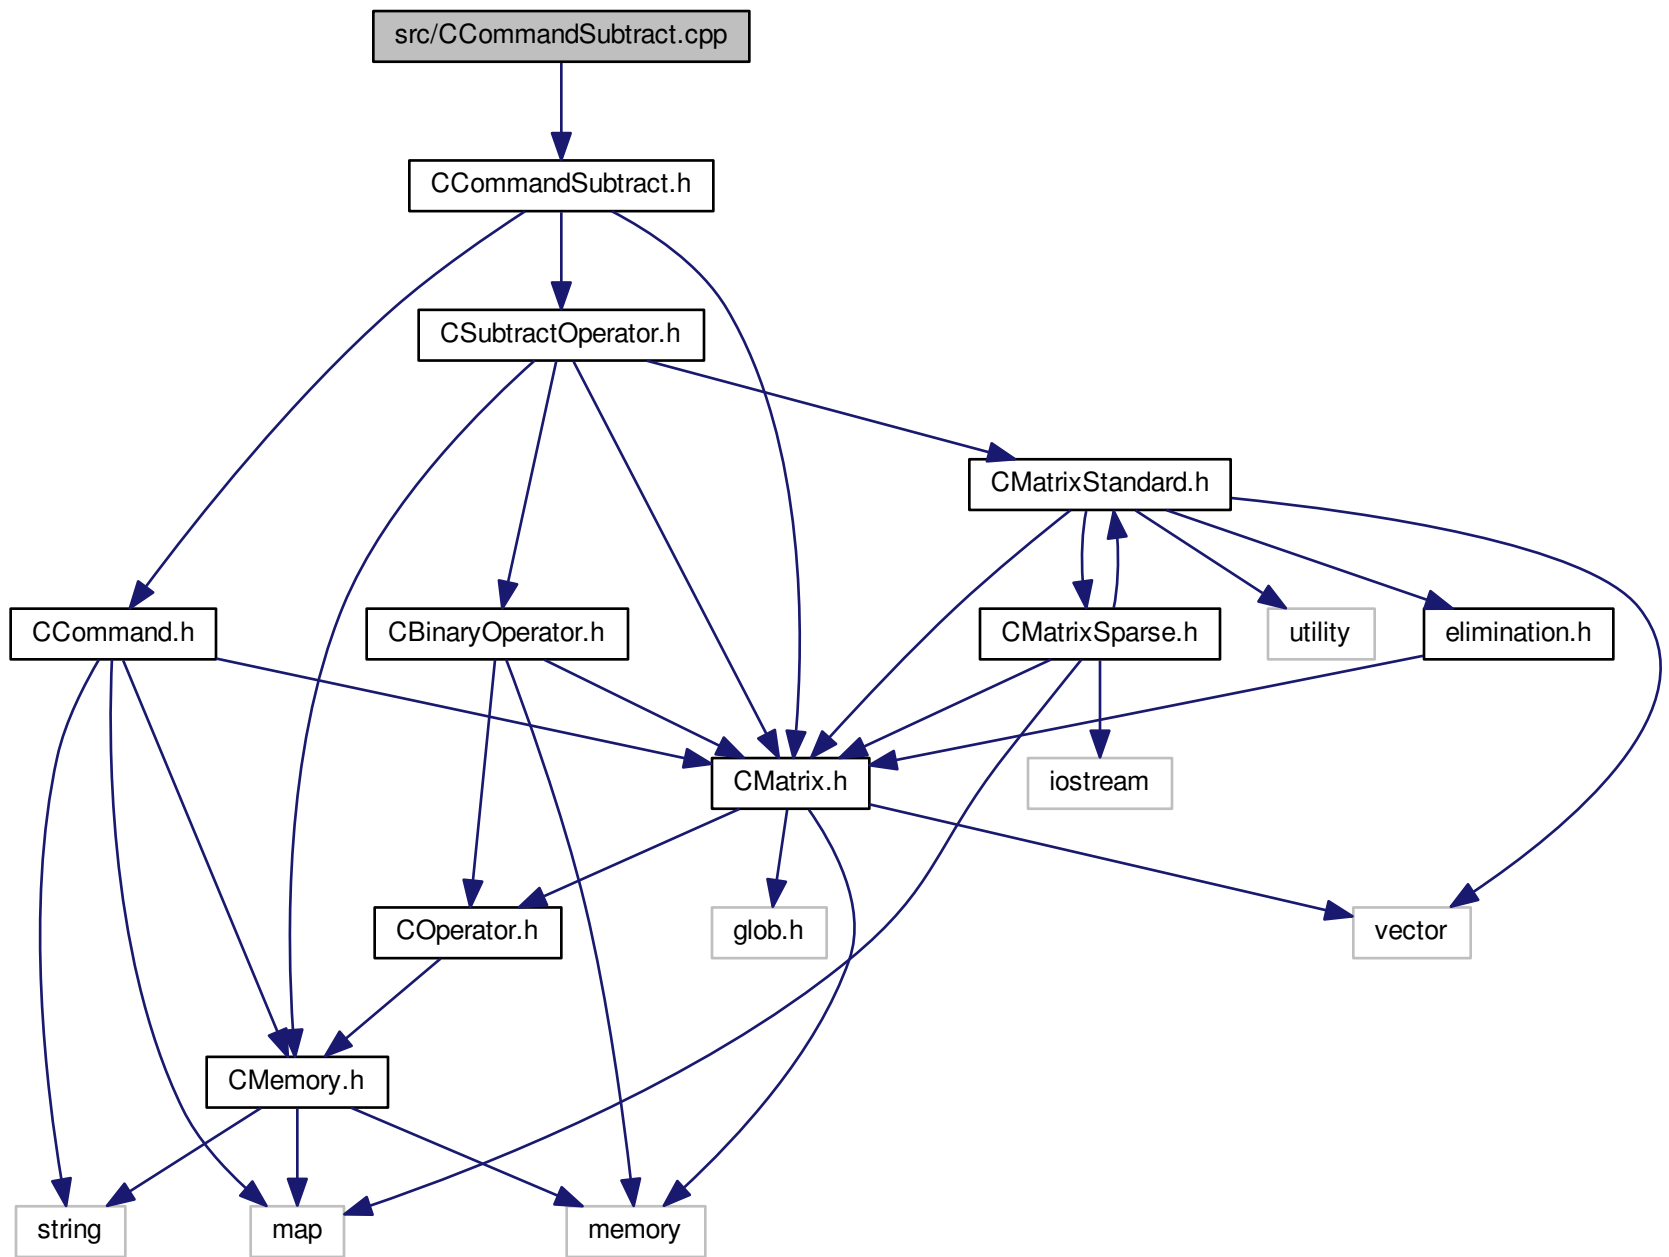 src/CCommandSubtract.cpp
CCommandSubtract.h
CSubtractOperator.h
CMatrixStandard.h
CCommand.h
CBinaryOperator.h
CMatrixSparse.h
utility
elimination.h
CMatrix.h
iostream
COperator.h
glob.h
vector
CMemory.h
string
map
memory